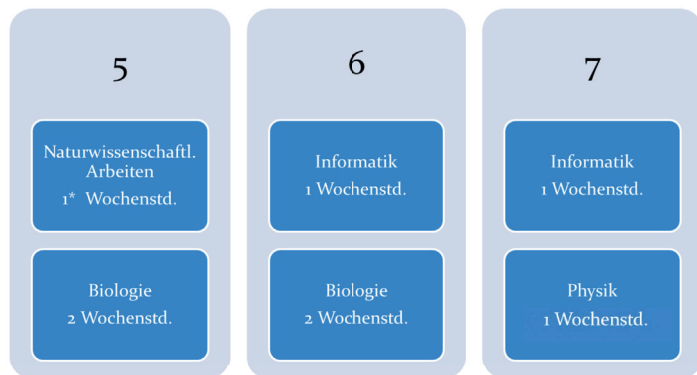 5
Naturwissenschaftl.
Arbeiten
1* Wochenstd.
Biologie
2 Wochenstd.
6
Informatik
1 Wochenstd.
Biologie
2 Wochenstd.
7
Informatik
1 Wochenstd.
Physik
1 Wochenstd.